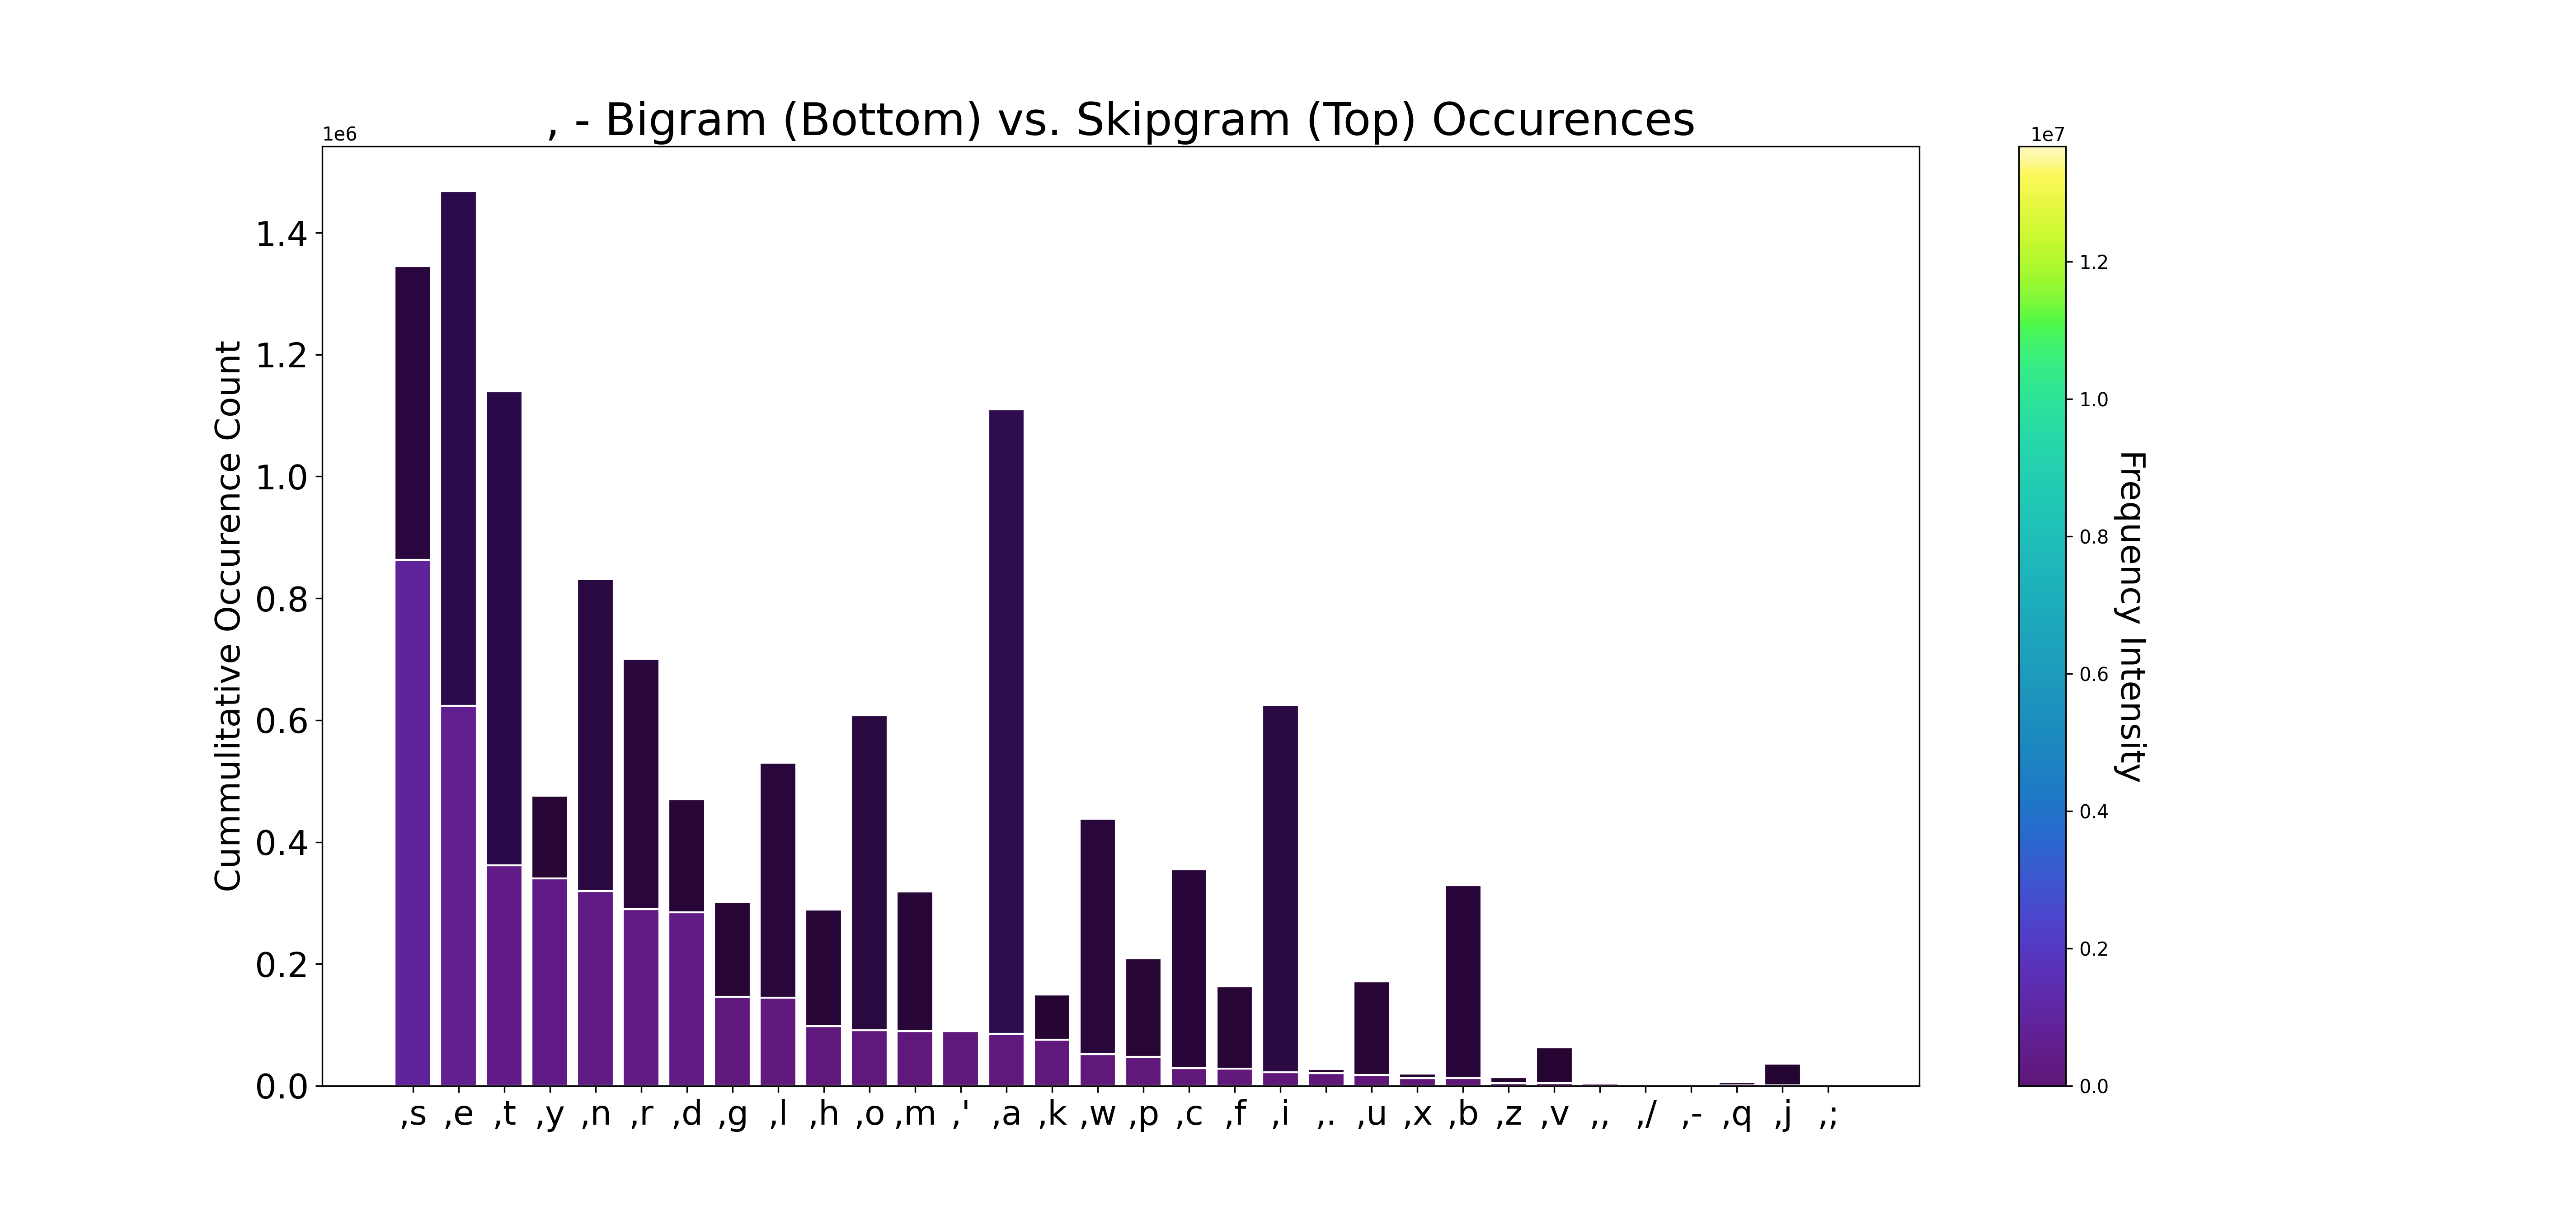 , - Bigram (Bottom) vs. Skipgram (Top) Occurences
1e6
1e7
1.4
1.2
1.0
0.8
0.6
0.4
0.2
0.0
Cummulitative Occurence Count
,s ,e ,t ,y ,n ,r ,d ,g ,l ,h ,o ,m ,' ,a ,k ,w ,p ,c ,f ,i ,. ,u ,x ,b ,z ,v ,, ,/ ,- ,q ,j ,;
1.2
1.0
0.8
0.6
0.4
0.2
0.0
Frequency Intensity